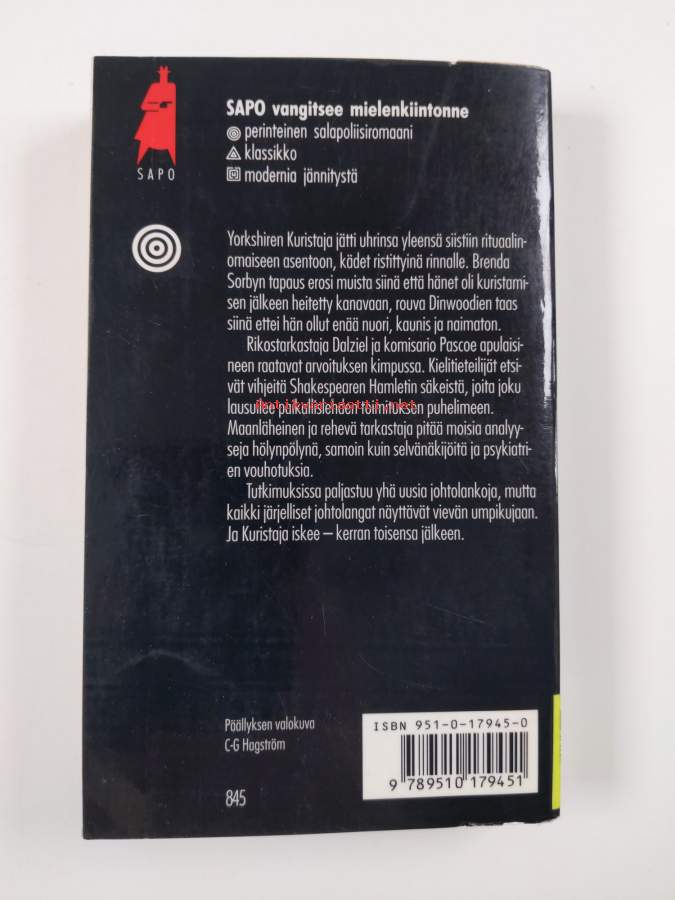 SAPO vangitsee mielenkiintonne
perinteinen salapoliisiromaani
klassikko
modernia jännitystä
SAPO
Yorkshiren Kuristaja jätti uhrinsa yleensä siistiin rituaalin-
omaiseen asentoon, kädet ristittyinä rinnalle. Brenda
Sorbyn tapaus erosi muista siinä että hänet oli kuristami-
sen jälkeen heitetty kanavaan, rouva Dinwoodien taas
siinä ettei hän ollut enää nuori, kaunis ja naimaton.
Rikostarkastaja Dalziel ja komisario Pascoe apulaisi-
neen raatavat arvoituksen kimpussa. Kielitieteilijät etsi-
vät vihjeitä Shakespearen Hamletin säkeistä, joita joku
lausuilee paikallislehden toimituksen puhelimeen.
antikvariaatti.net
Maanläheinen ja rehevä tarkastaja pitää moisia analyy-
seja hölynpölynä, samoin kuin selvänäkijöitä ja psykiatri-
en vouhotuksia.
Tutkimuksissa paljastuu yhä uusia johtolankoja, mutta
kaikki järjelliset johtolangat näyttävät vievän umpikujaan.
Ja Kuristaja iskee – kerran toisensa jälkeen.
Päällyksen valokuva
C-G Hagström
845
ISBN 951-0-17945-0
9 789510 179451